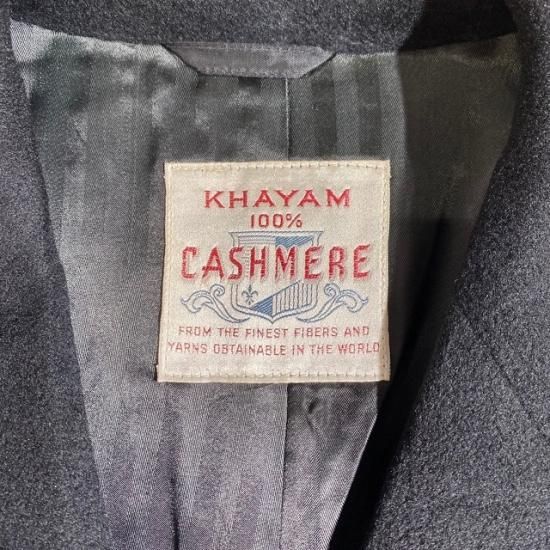 KHAYAM
100%
CASHMERE
FROM THE FINEST FIBERS AND
YARNS OBTAINABLE IN THE WORLD